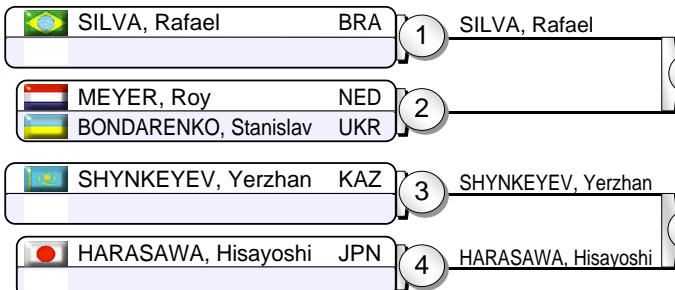 SILVA, Rafael BRA
1 SILVA, Rafael
MEYER, Roy NED
2
BONDARENKO, Stanislav UKR
SHYNKEYEV, Yerzhan KAZ
3 SHYNKEYEV, Yerzhan
HARASAWA, Hisayoshi JPN
4 HARASAWA, Hisayoshi